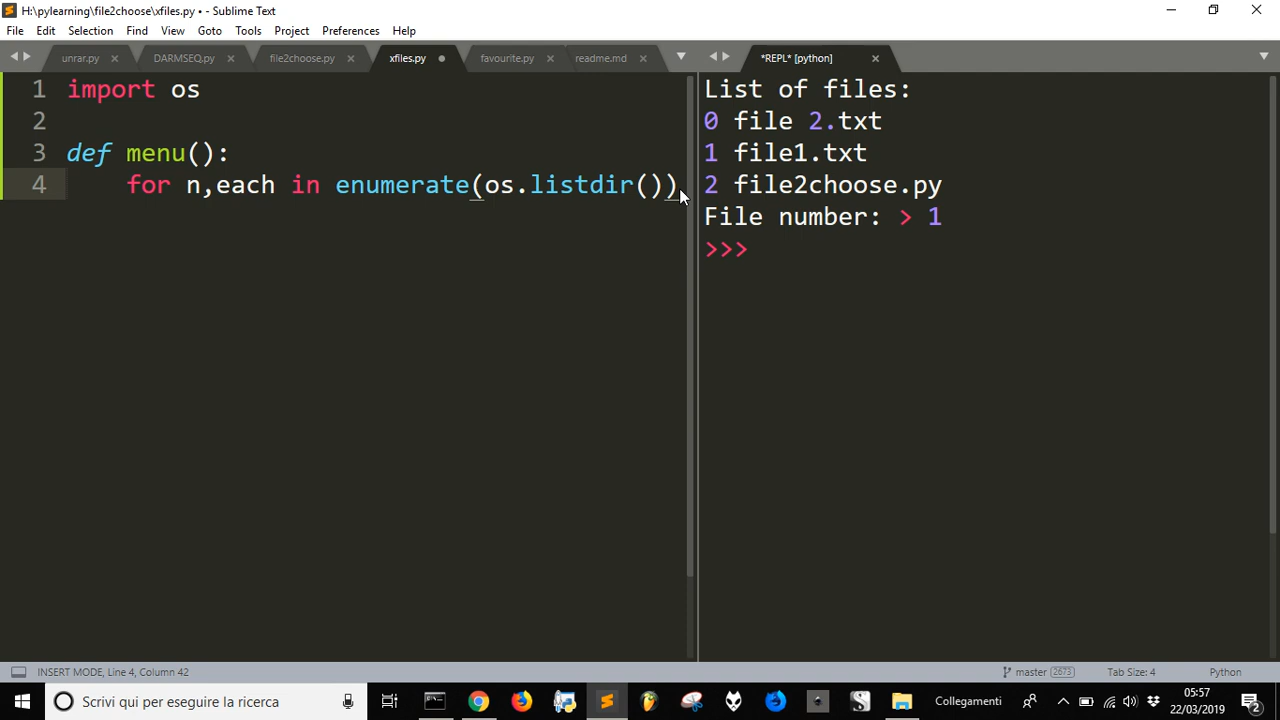 H:\pylearning\file2choose\xfiles.py • - Sublime Text
File Edit Selection Find View Goto Tools Project Preferences Help
unrar.py DARMSEQ.py file2choose.py xfiles.py favourite.py readme.md *REPL* [python]
1 import os
2
3 def menu():
4 for n,each in enumerate(os.listdir())
List of files:
0 file 2.txt
1 file1.txt
2 file2choose.py
File number: > 1
>>>
INSERT MODE, Line 4, Column 42 master 2673 Tab Size: 4 Python
Scrivi qui per eseguire la ricerca Collegamenti 05:57
22/03/2019 2